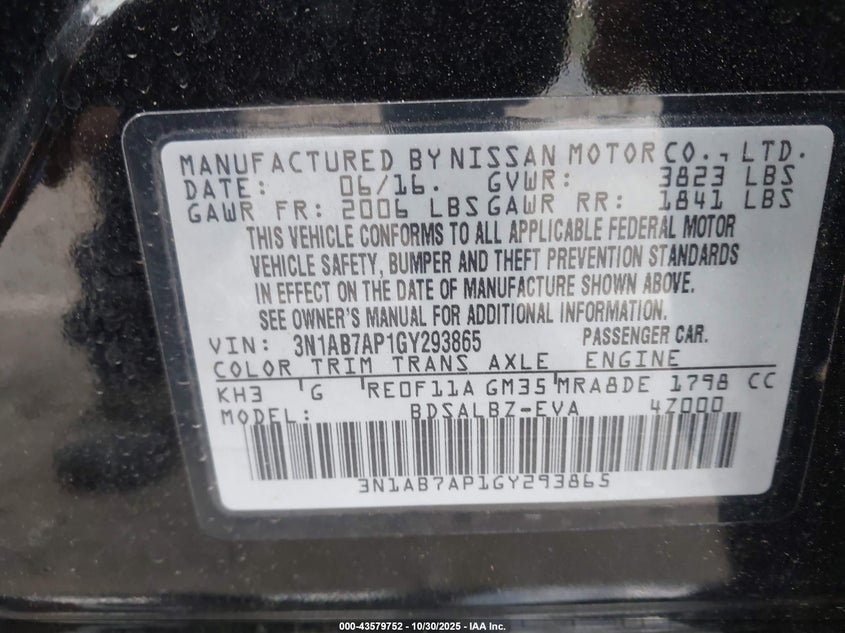 MANUFACTURED BY NISSAN MOTOR CO., LTD.
DATE: 06/16. GVWR: 3823 LBS
GAWR FR: 2006 LBS GAWR RR: 1841 LBS
THIS VEHICLE CONFORMS TO ALL APPLICABLE FEDERAL MOTOR
VEHICLE SAFETY, BUMPER AND THEFT PREVENTION STANDARDS
IN EFFECT ON THE DATE OF MANUFACTURE SHOWN ABOVE.
SEE OWNER'S MANUAL FOR ADDITIONAL INFORMATION.
VIN: 3N1AB7AP1GY293865 PASSENGER CAR.
COLOR TRIM TRANS AXLE ENGINE
KH3 G RE0F11A GM35 MRA8DE 1798 CC
MODEL: BDSALBZ-EVA 4Z000
3N1AB7AP1GY293865
000-43579752 - 10/30/2025 - IAA Inc.